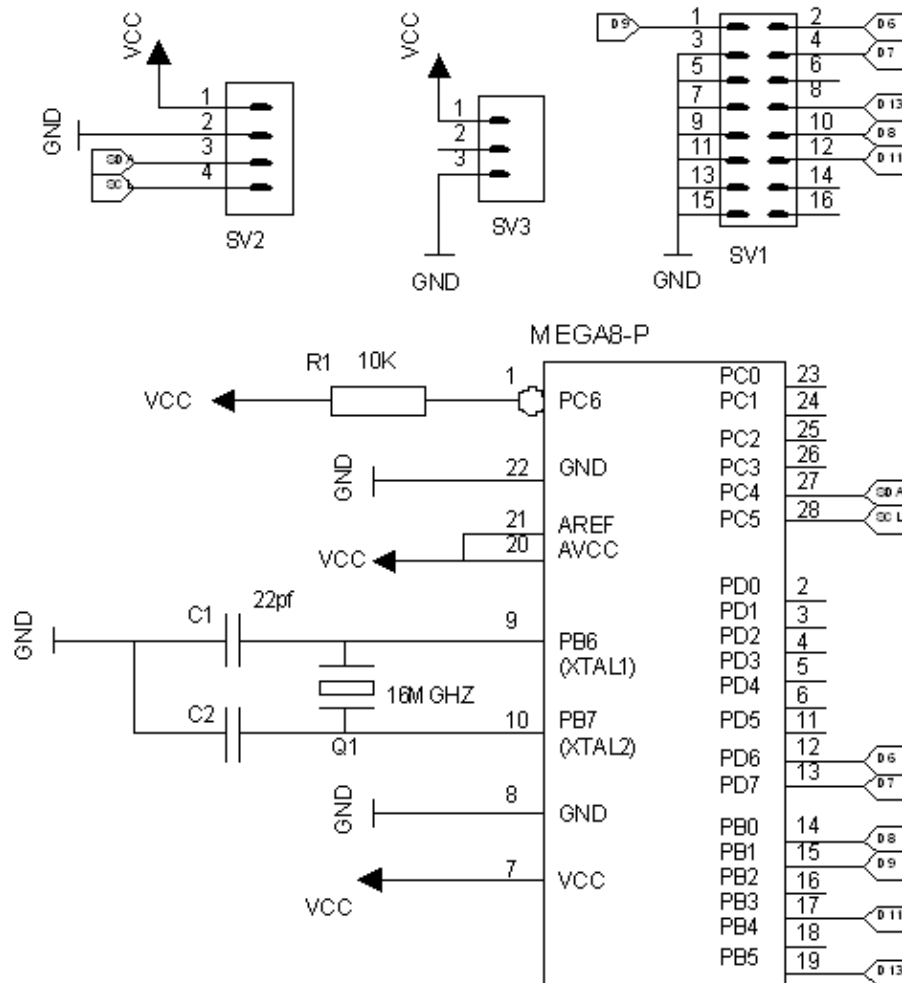 VCC
1
2
3
4
GND
SDA
SCL
SV2
VCC
1
2
3
GND
SV3
D9
1
3
5
7
9
11
13
15
2
4
6
8
10
12
14
16
D6
D7
D13
D8
D11
GND
SV1
MEGA8-P
R1 10K
VCC
1
PC6
GND
22
GND
21
AREF
VCC
20
AVCC
GND
C1
22pf
9
PB6
(XTAL1)
16MGHZ
C2
Q1
10
PB7
(XTAL2)
GND
8
GND
VCC
7
VCC
PC0 23
PC1 24
PC2 25
PC3 26
PC4 27 SDA
PC5 28 SCL
PD0 2
PD1 3
PD2 4
PD3 5
PD4 6
PD5 11
PD6 12 D6
PD7 13 D7
PB0 14 D8
PB1 15 D9
PB2 16
PB3 17 D11
PB4 18
PB5 19 D13